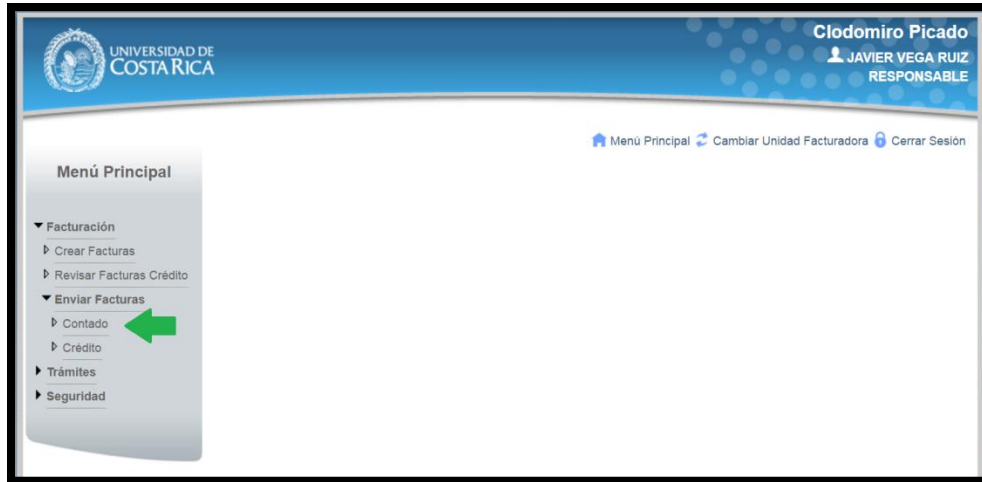 UNIVERSIDAD DE
COSTA RICA
Clodomiro Picado
JAVIER VEGA RUIZ
RESPONSABLE
Menú Principal Cambiar Unidad Facturadora Cerrar Sesión
Menú Principal
Facturación
Crear Facturas
Revisar Facturas Crédito
Enviar Facturas
Contado
Crédito
Trámites
Seguridad